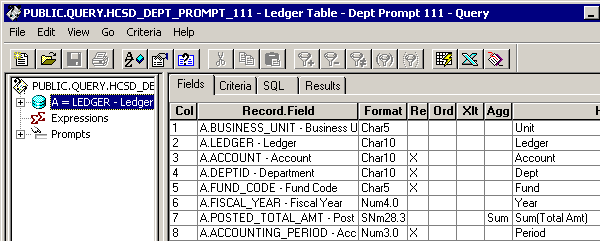 PUBLIC.QUERY.HCSD_DEPT_PROMPT_111 - Ledger Table - Dept Prompt 111 - Query
File Edit View Go Criteria Help
PUBLIC.QUERY.HCSD_DE
A = LEDGER - Ledger
Expressions
Prompts
Fields Criteria SQL Results
Col Record.Field Format Re Ord Xlt Agg H
1 A.BUSINESS_UNIT - Business U Char5 Unit
2 A.LEDGER - Ledger Char10 Ledger
3 A.ACCOUNT - Account Char10 X Account
4 A.DEPTID - Department Char10 X Dept
5 A.FUND_CODE - Fund Code Char5 X Fund
6 A.FISCAL_YEAR - Fiscal Year Num4.0 Year
7 A.POSTED_TOTAL_AMT - Post SNm28.3 Sum Sum(Total Amt)
8 A.ACCOUNTING_PERIOD - Acc Num3.0 X Period